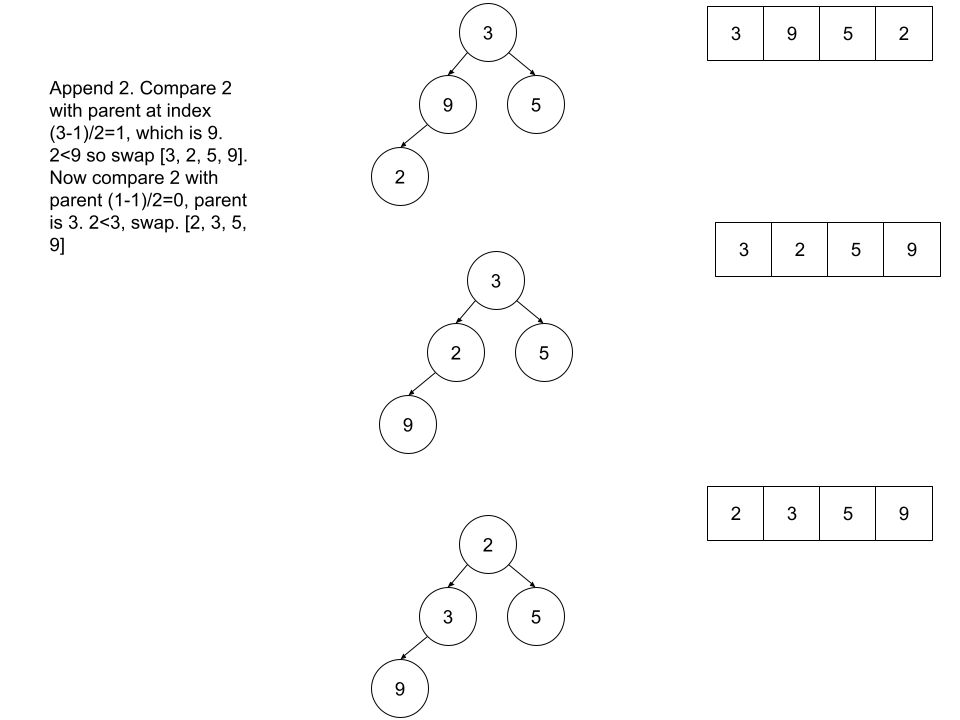 Append 2. Compare 2
with parent at index
(3-1)/2=1, which is 9.
2<9 so swap [3, 2, 5, 9].
Now compare 2 with
parent (1-1)/2=0, parent
is 3. 2<3, swap. [2, 3, 5,
9]
3
9 5
2
3 9 5 2
3
2 5
9
3 2 5 9
2
3 5
9
2 3 5 9